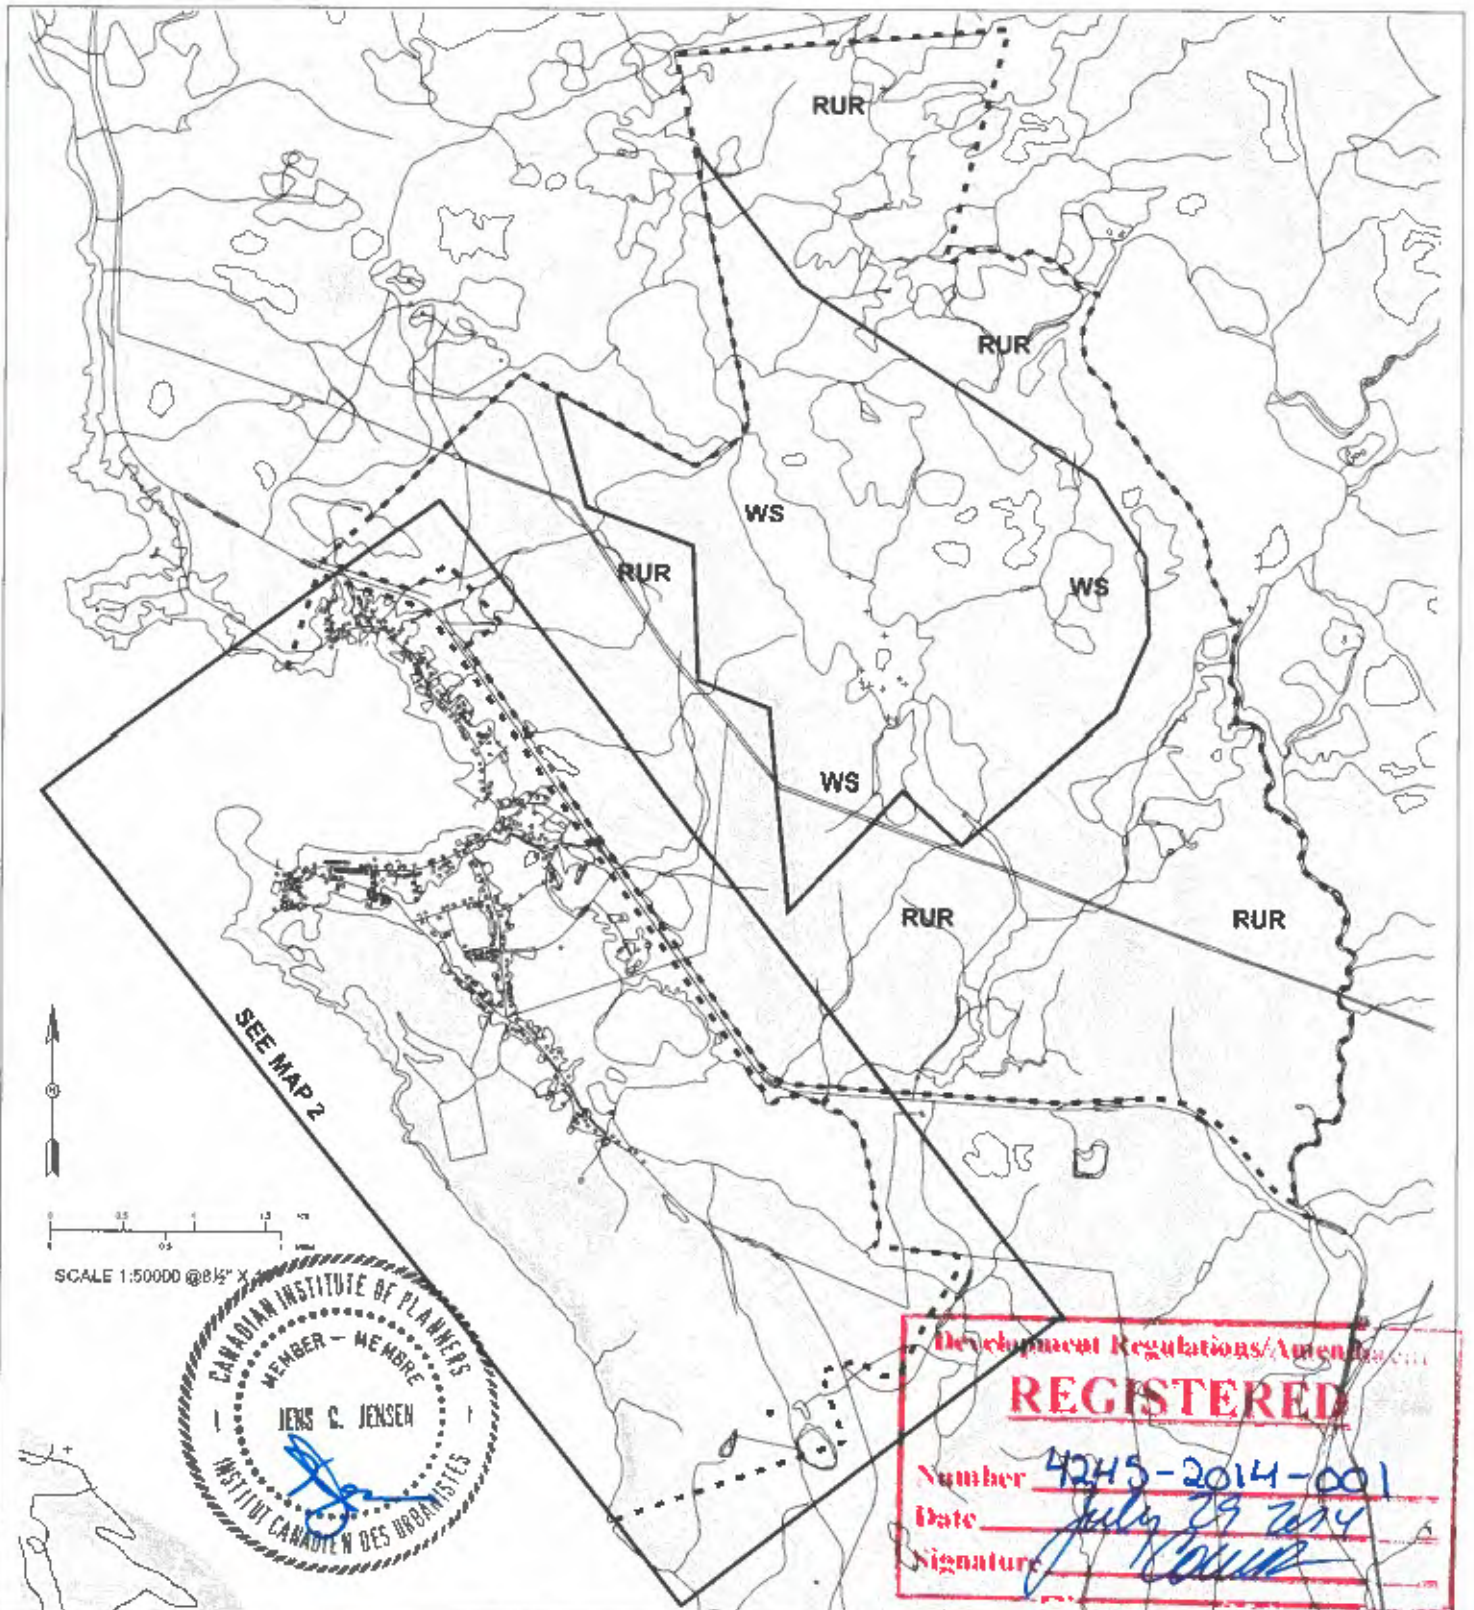 RUR
RUR
WS
RUR
WS
WS
RUR
RUR
SEE MAP 2
SCALE 1:50000 @8½" X
CANADIAN INSTITUTE OF PLANNERS
MEMBER - MEMBRE
JENS C. JENSEN
INSTITUT CANADIEN DES URBANISTES
Development Regulations/Amendment
REGISTERED
Number 4245-2014-001
Date July 29 2014
Signature